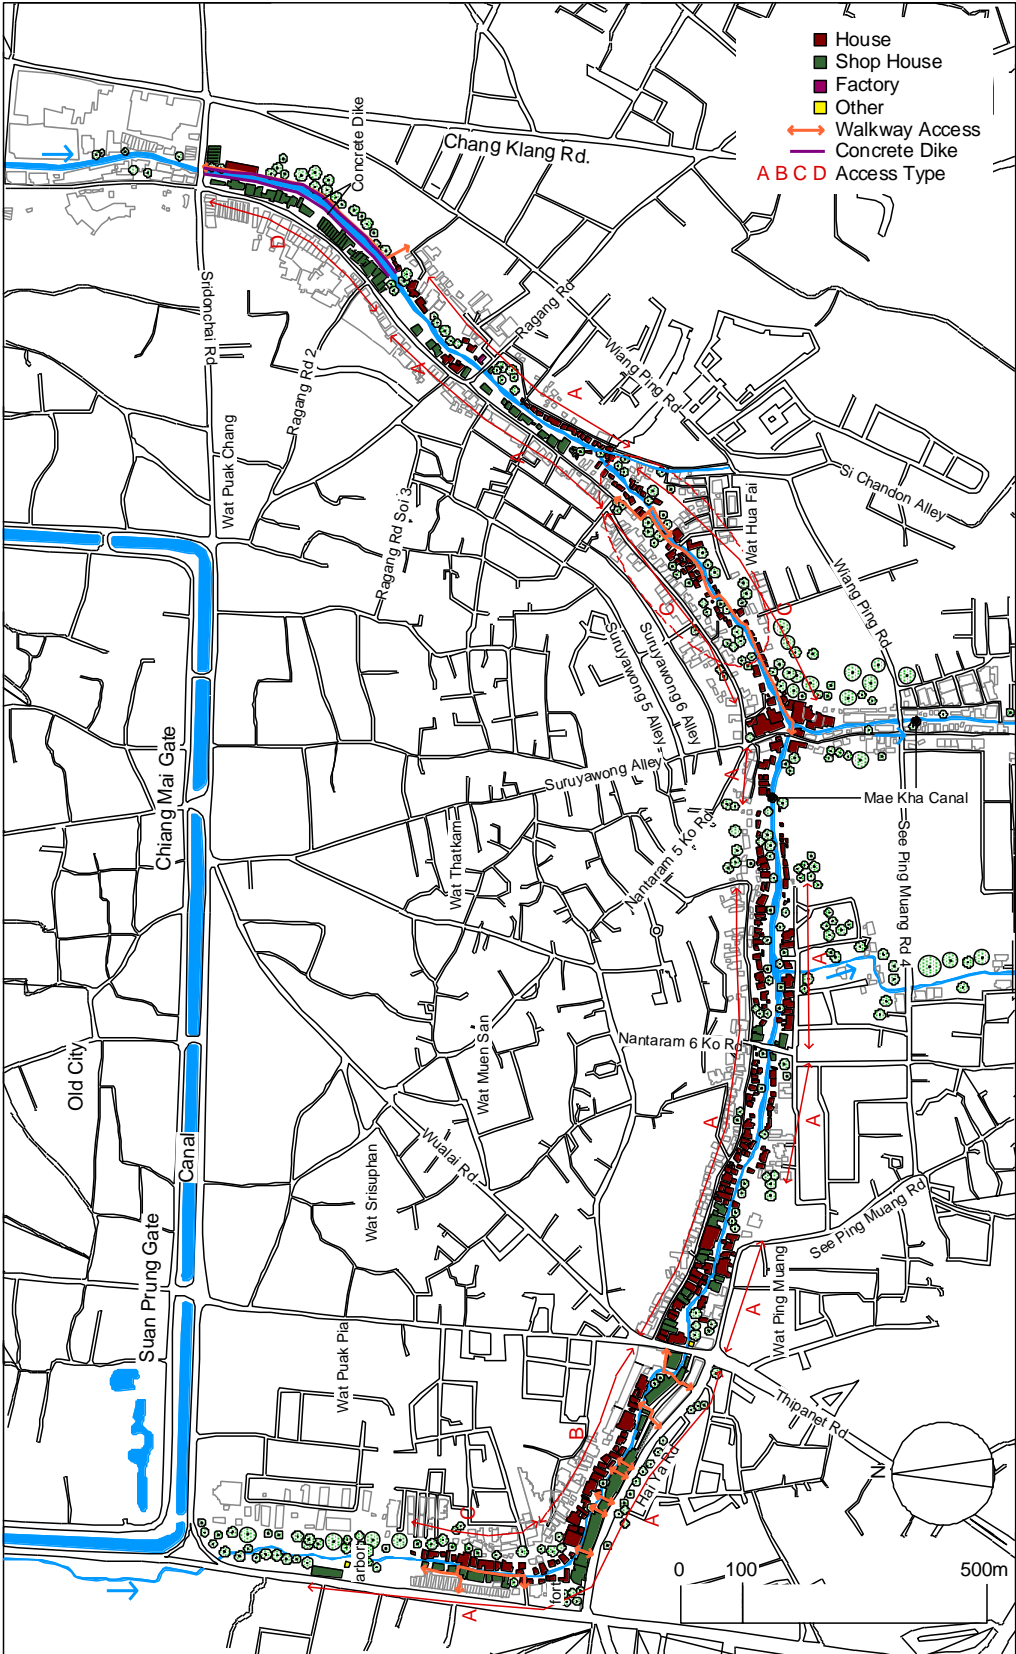 House
Shop House
Factory
Other
Walkway Access
Concrete Dike
A B C D Access Type
Chang Klang Rd.
Concrete Dike
D
Sridonchai Rd
Ragang Rd
Wiang Ping Rd
A
A
Ragang Rd 2
Wat Puak Chang
A
Si Chandon Alley
Ragang Rd Soi 3
Wat Hua Fai
Wiang Ping Rd
C
C
Suruyawong 5 Alley
Suruyawong 6 Alley
Suruyawong Alley
A
Chiang Mai Gate
Mae Kha Canal
Nantaram 5 Ko Rd
Wat Thatkam
See Ping Muang Rd 4
A
Nantaram 6 Ko Rd
Wat Muen San
Old City
A
A
Wualai Rd.
Canal
Wat Srisuphan
See Ping Muang Rd
Suan Prung Gate
Wat Ping Muang
A
Wat Puak Pia
Thipanet Rd
B
Hai Ya Rd
N
A
C
arbor
fort
A
0 100 500m